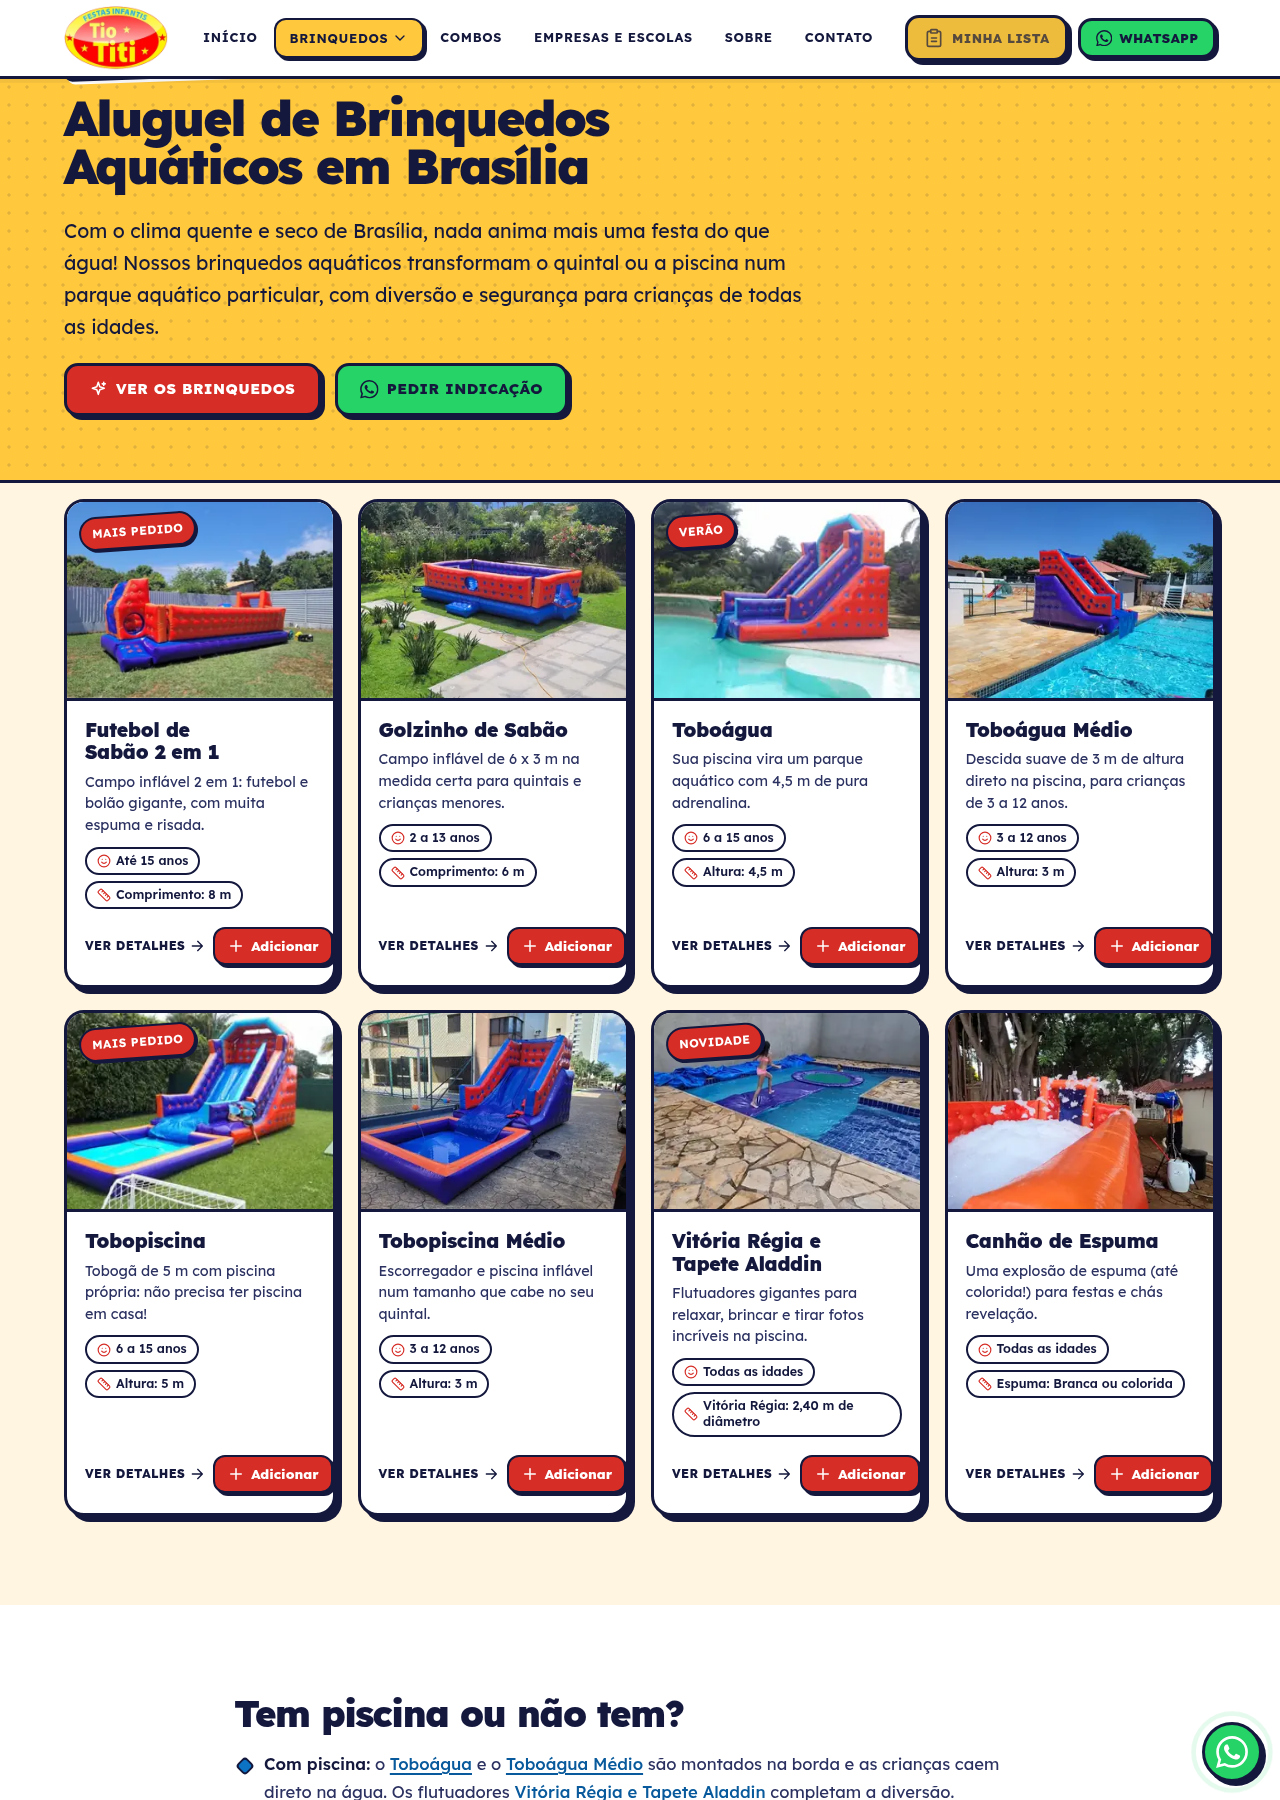 FESTAS INFANTIS
Tio
Titi
INÍCIO
BRINQUEDOS
COMBOS
EMPRESAS E ESCOLAS
SOBRE
CONTATO
MINHA LISTA
WHATSAPP
Aluguel de Brinquedos
Aquáticos em Brasília
Com o clima quente e seco de Brasília, nada anima mais uma festa do que
água! Nossos brinquedos aquáticos transformam o quintal ou a piscina num
parque aquático particular, com diversão e segurança para crianças de todas
as idades.
VER OS BRINQUEDOS
PEDIR INDICAÇÃO
MAIS PEDIDO
Futebol de
Sabão 2 em 1
Campo inflável 2 em 1: futebol e
bolão gigante, com muita
espuma e risada.
Até 15 anos
Comprimento: 8 m
VER DETALHES
Adicionar
Golzinho de Sabão
Campo inflável de 6 x 3 m na
medida certa para quintais e
crianças menores.
2 a 13 anos
Comprimento: 6 m
VER DETALHES
Adicionar
VERÃO
Toboágua
Sua piscina vira um parque
aquático com 4,5 m de pura
adrenalina.
6 a 15 anos
Altura: 4,5 m
VER DETALHES
Adicionar
Toboágua Médio
Descida suave de 3 m de altura
direto na piscina, para crianças
de 3 a 12 anos.
3 a 12 anos
Altura: 3 m
VER DETALHES
Adicionar
MAIS PEDIDO
Tobopiscina
Tobogã de 5 m com piscina
própria: não precisa ter piscina
em casa!
6 a 15 anos
Altura: 5 m
VER DETALHES
Adicionar
Tobopiscina Médio
Escorregador e piscina inflável
num tamanho que cabe no seu
quintal.
3 a 12 anos
Altura: 3 m
VER DETALHES
Adicionar
NOVIDADE
Vitória Régia e
Tapete Aladdin
Flutuadores gigantes para
relaxar, brincar e tirar fotos
incríveis na piscina.
Todas as idades
Vitória Régia: 2,40 m de
diâmetro
VER DETALHES
Adicionar
Canhão de Espuma
Uma explosão de espuma (até
colorida!) para festas e chás
revelação.
Todas as idades
Espuma: Branca ou colorida
VER DETALHES
Adicionar
Tem piscina ou não tem?
Com piscina: o Toboágua e o Toboágua Médio são montados na borda e as crianças caem
direto na água. Os flutuadores Vitória Régia e Tapete Aladdin completam a diversão.